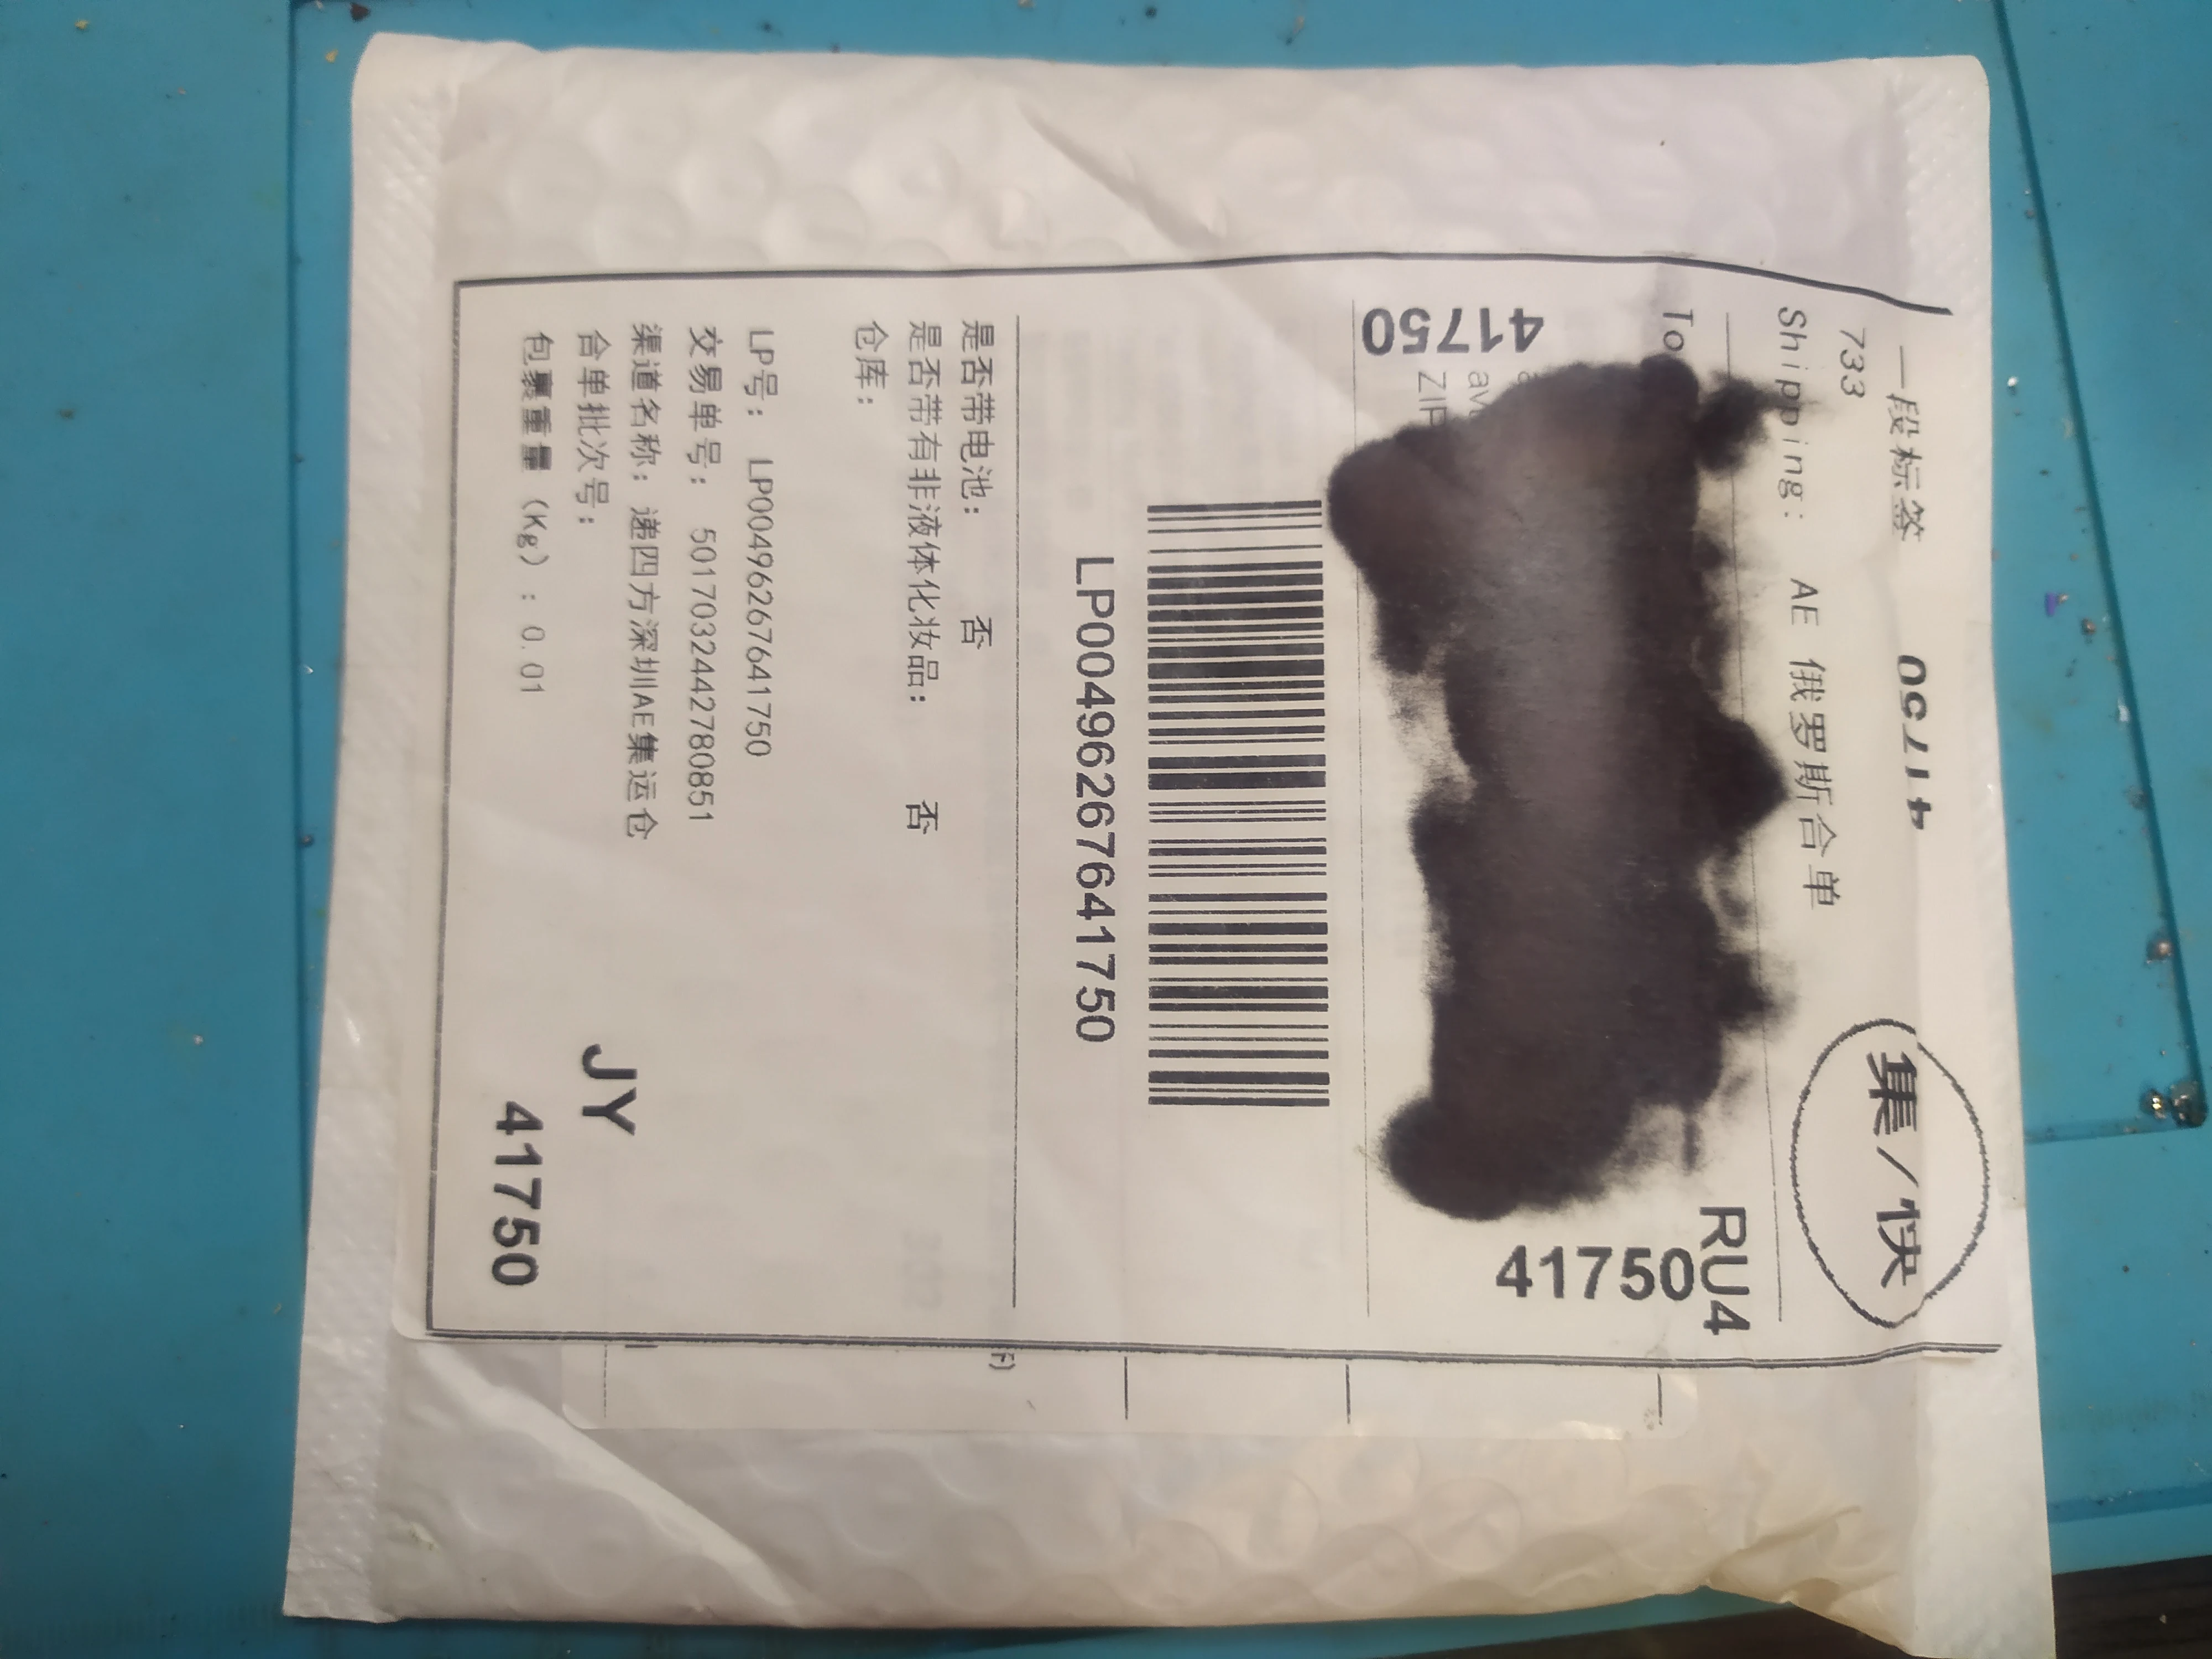 一段标签 41750
733
集/快
Shipping: AE 俄罗斯合单
To
RU4
41750
41750
ZIP
LP00496267641750
是否带电池: 否
是否带有非液体化妆品: 否
仓库:
LP号: LP00496267641750
交易单号: 5017032442780851
渠道名称: 递四方深圳AE集运仓
合单批次号:
JY
包裹重量 (Kg) : 0.01
41750